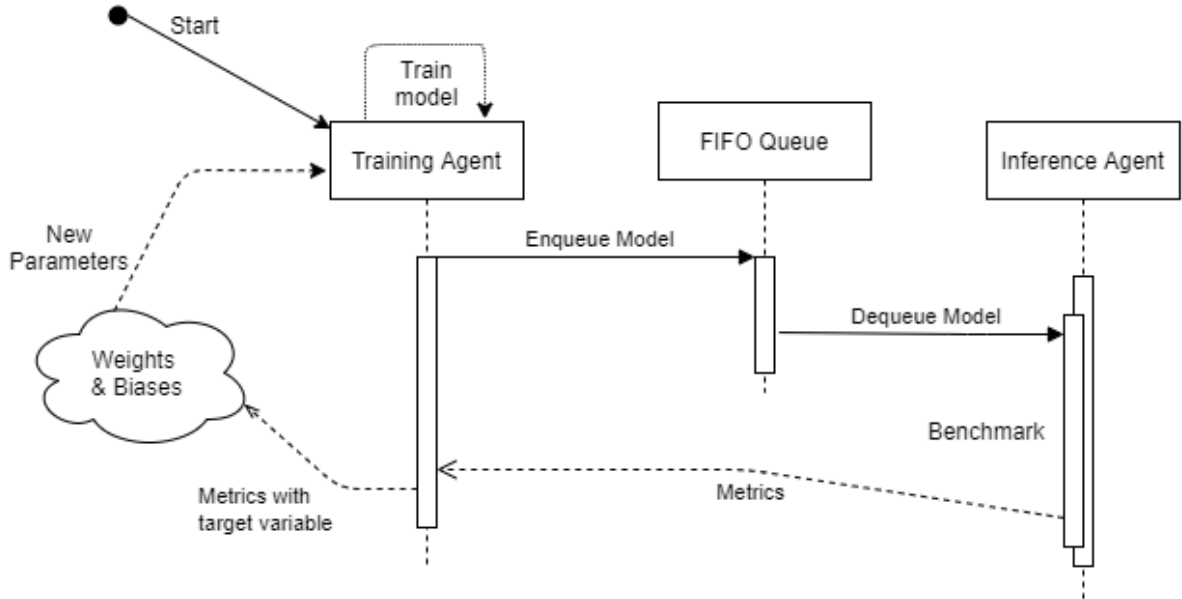 Start
Train
model
Training Agent
FIFO Queue
Inference Agent
New
Parameters
Enqueue Model
Dequeue Model
Weights
& Biases
Benchmark
Metrics with
target variable
Metrics